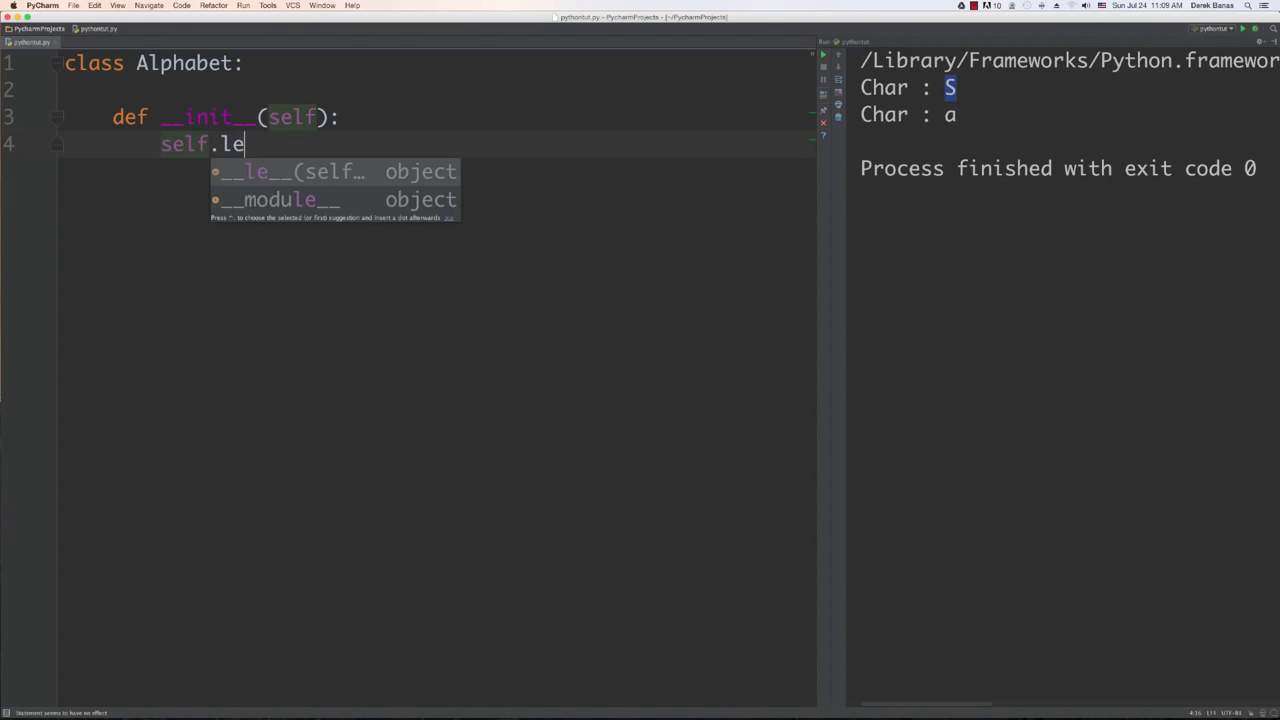 PyCharm File Edit View Navigate Code Refactor Run Tools VCS Window Help 10 Sun Jul 24 11:09 AM Derek Banas
pythontut.py - PyCharmProjects - [~/PycharmProjects]
PycharmProjects pythontut.py pythontut
pythontut.py
Run: pythontut
1 class Alphabet:
2
3 def __init__(self):
4 self.le
__le__(self… object
__module__ object
Press ^. to choose the selected (or first) suggestion and insert a dot afterwards >>
/Library/Frameworks/Python.framewor
Char : S
Char : a
Process finished with exit code 0
?
Statement seems to have no effect 4:16 LF÷ UTF-8÷